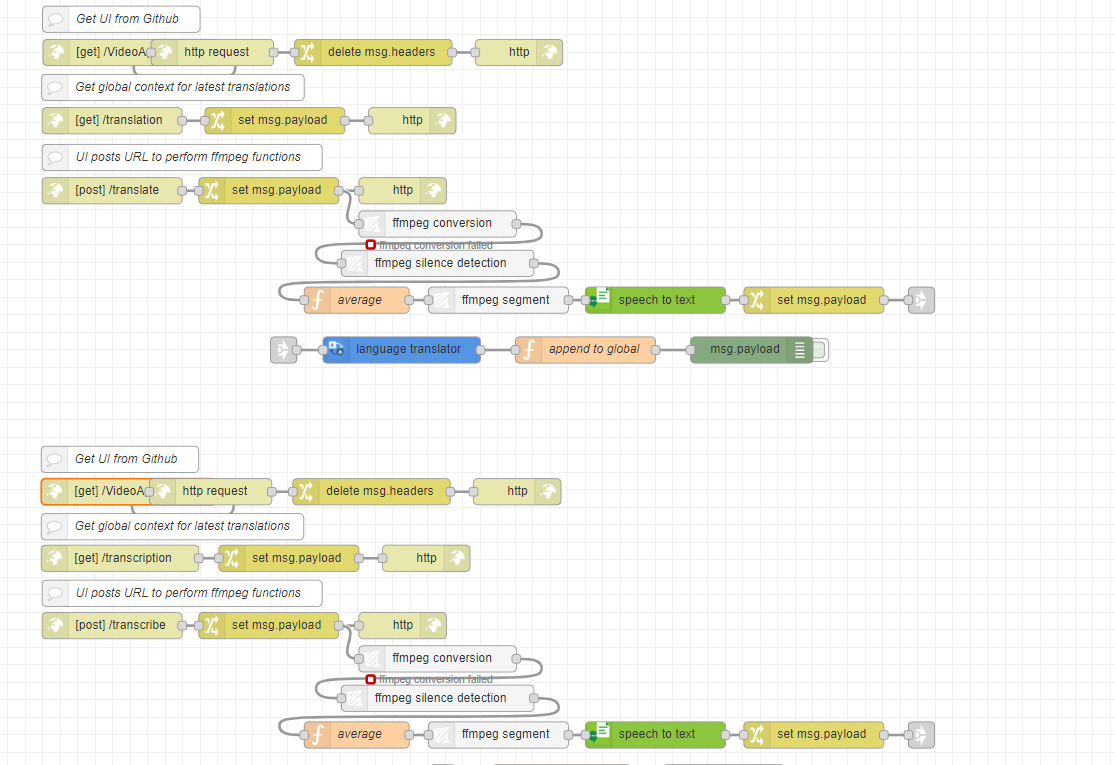 Get UI from Github
[get] /VideoA
http request
delete msg.headers
http
Get global context for latest translations
[get] /translation
set msg.payload
http
UI posts URL to perform ffmpeg functions
[post] /translate
set msg.payload
http
ffmpeg conversion
ffmpeg conversion failed
ffmpeg silence detection
average
ffmpeg segment
speech to text
set msg.payload
language translator
append to global
msg.payload
Get UI from Github
[get] /VideoA
http request
delete msg.headers
http
Get global context for latest translations
[get] /transcription
set msg.payload
http
UI posts URL to perform ffmpeg functions
[post] /transcribe
set msg.payload
http
ffmpeg conversion
ffmpeg conversion failed
ffmpeg silence detection
average
ffmpeg segment
speech to text
set msg.payload